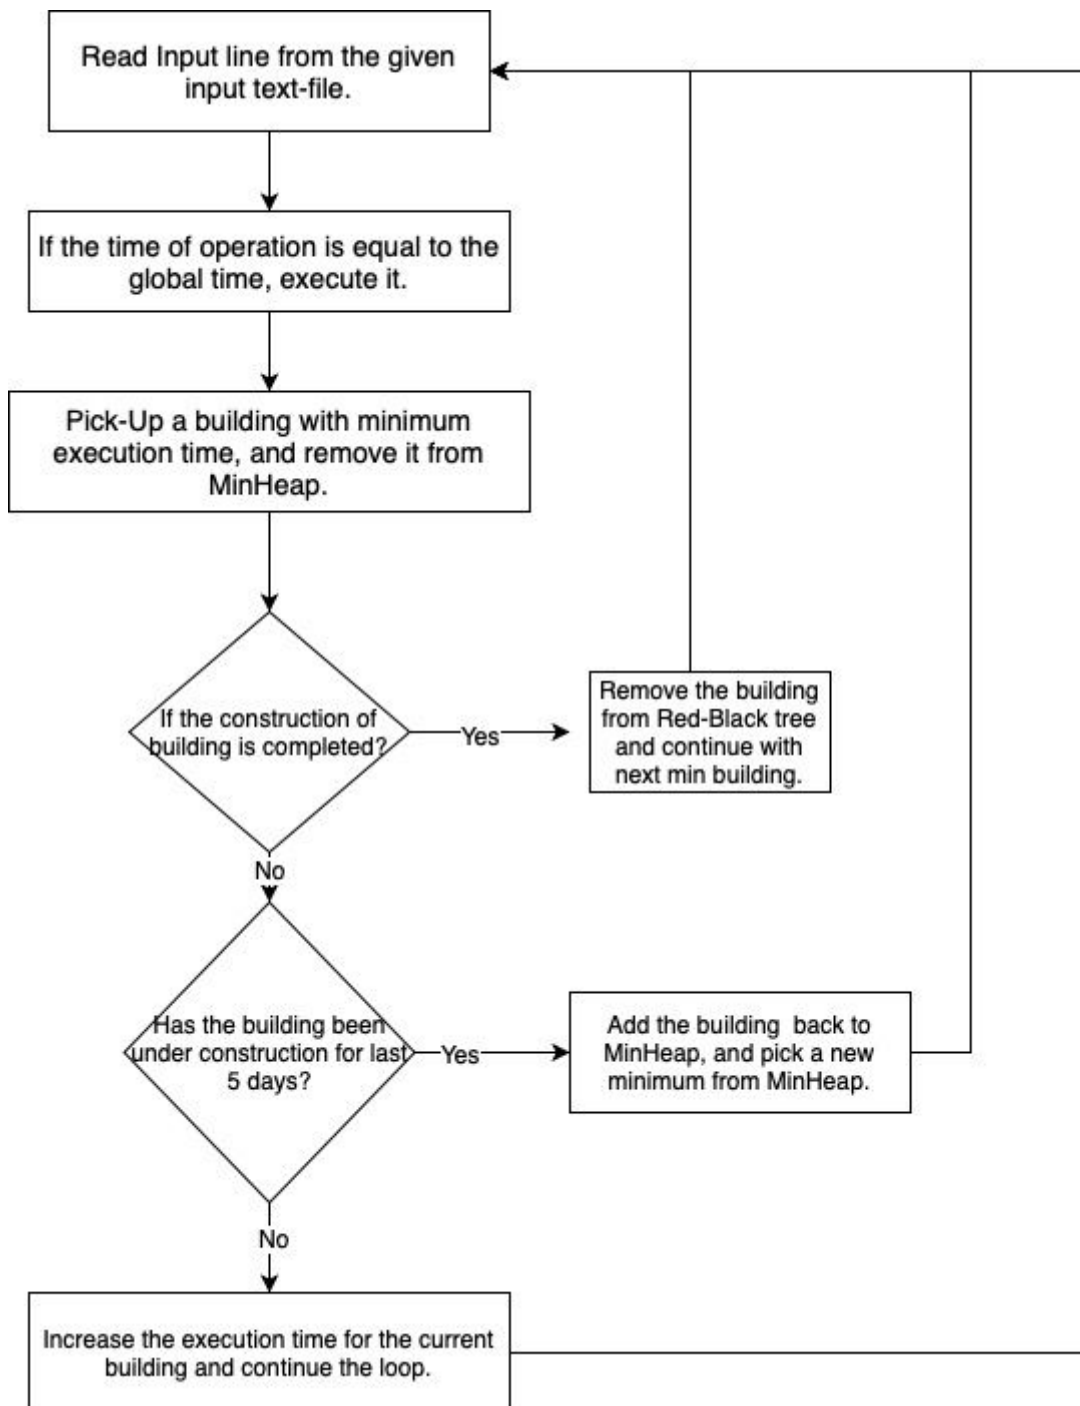 Read Input line from the given
input text-file.
If the time of operation is equal to the
global time, execute it.
Pick-Up a building with minimum
execution time, and remove it from
MinHeap.
If the construction of
building is completed?
Yes
Remove the building
from Red-Black tree
and continue with
next min building.
No
Has the building been
under construction for last
5 days?
Yes
Add the building back to
MinHeap, and pick a new
minimum from MinHeap.
No
Increase the execution time for the current
building and continue the loop.